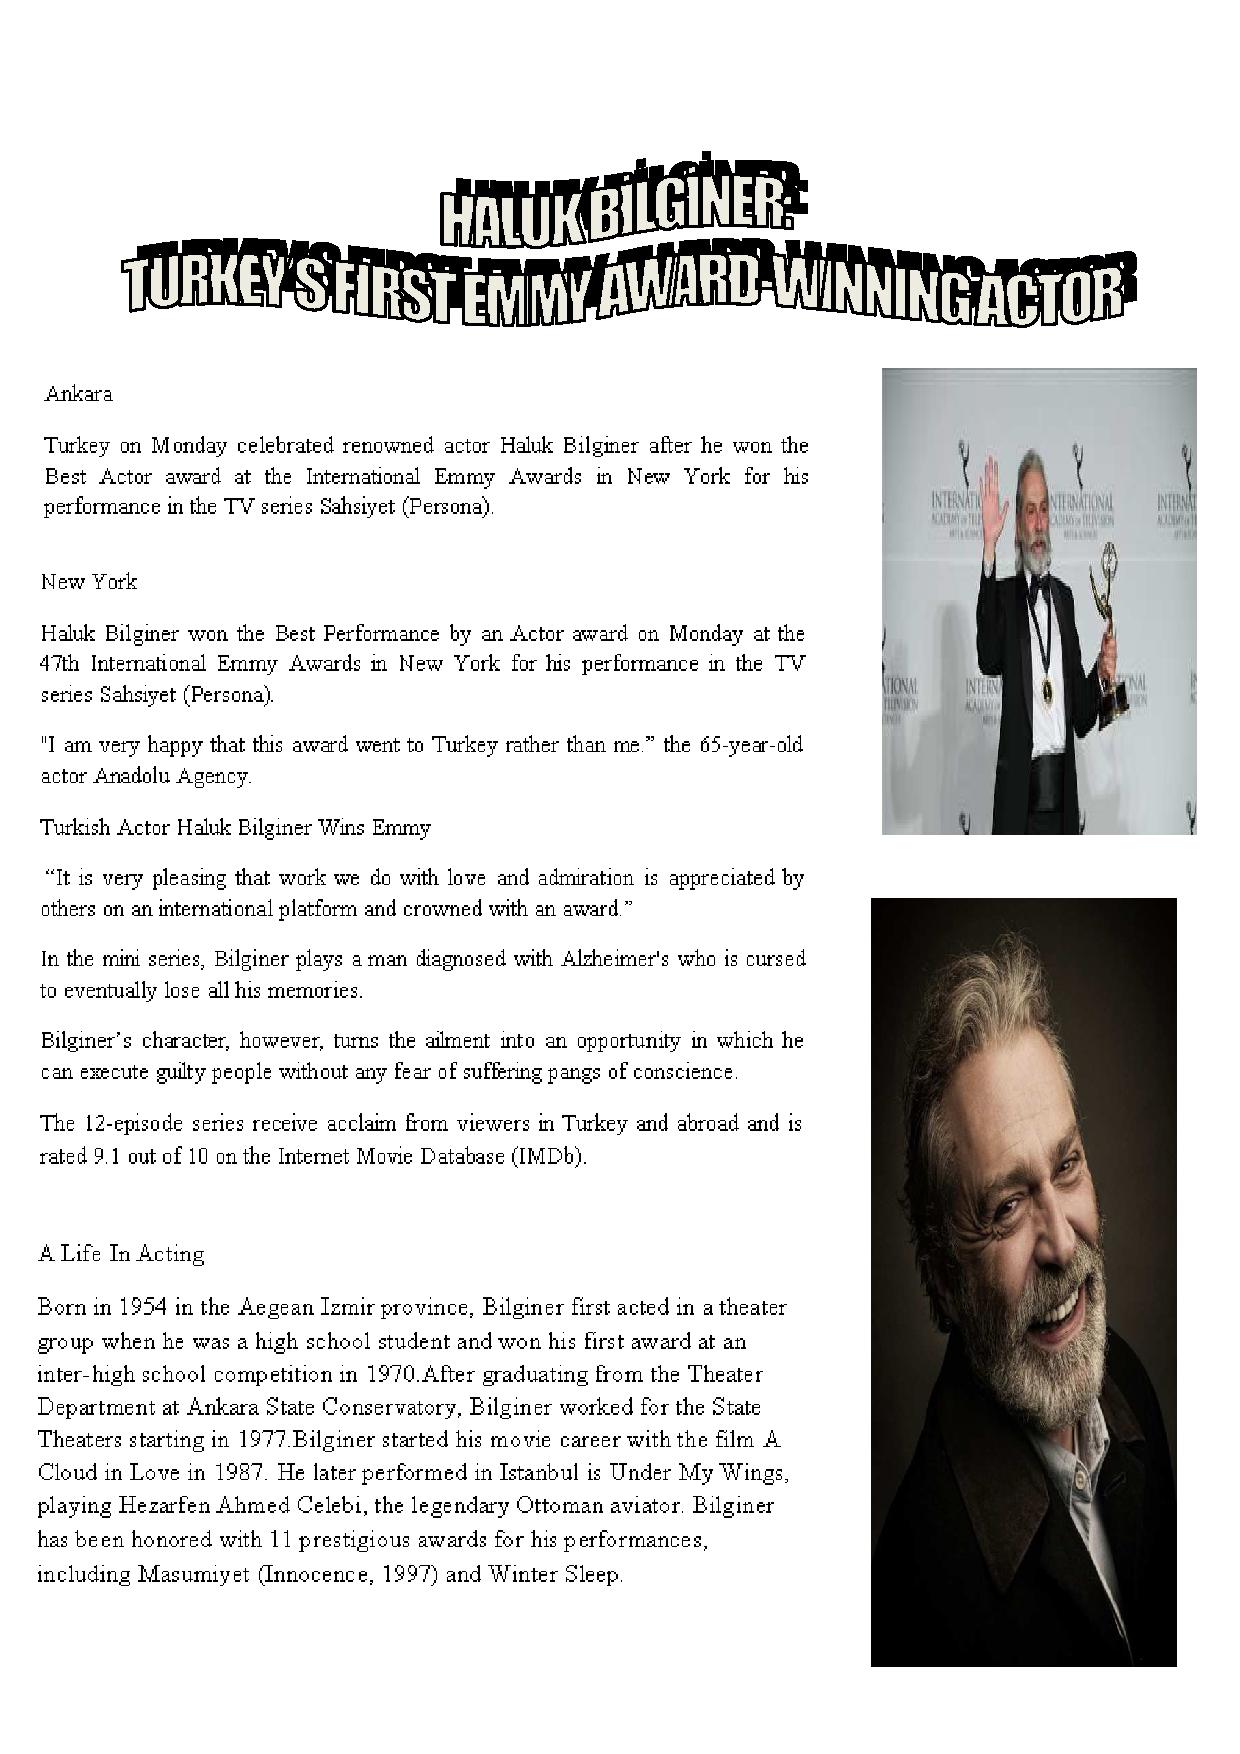 HALUK BİLGİNER:
TURKEY'S FIRST EMMY AWARD-WINNING ACTOR
Ankara
Turkey on Monday celebrated renowned actor Haluk Bilginer after he won the
Best Actor award at the International Emmy Awards in New York for his
performance in the TV series Sahsiyet (Persona).
New York
Haluk Bilginer won the Best Performance by an Actor award on Monday at the
47th International Emmy Awards in New York for his performance in the TV
series Sahsiyet (Persona).
"I am very happy that this award went to Turkey rather than me.” the 65-year-old
actor Anadolu Agency.
Turkish Actor Haluk Bilginer Wins Emmy
“It is very pleasing that work we do with love and admiration is appreciated by
others on an international platform and crowned with an award.”
In the mini series, Bilginer plays a man diagnosed with Alzheimer's who is cursed
to eventually lose all his memories.
Bilginer’s character, however, turns the ailment into an opportunity in which he
can execute guilty people without any fear of suffering pangs of conscience.
The 12-episode series receive acclaim from viewers in Turkey and abroad and is
rated 9.1 out of 10 on the Internet Movie Database (IMDb).
A Life In Acting
Born in 1954 in the Aegean Izmir province, Bilginer first acted in a theater
group when he was a high school student and won his first award at an
inter-high school competition in 1970.After graduating from the Theater
Department at Ankara State Conservatory, Bilginer worked for the State
Theaters starting in 1977.Bilginer started his movie career with the film A
Cloud in Love in 1987. He later performed in Istanbul is Under My Wings,
playing Hezarfen Ahmed Celebi, the legendary Ottoman aviator. Bilginer
has been honored with 11 prestigious awards for his performances,
including Masumiyet (Innocence, 1997) and Winter Sleep.